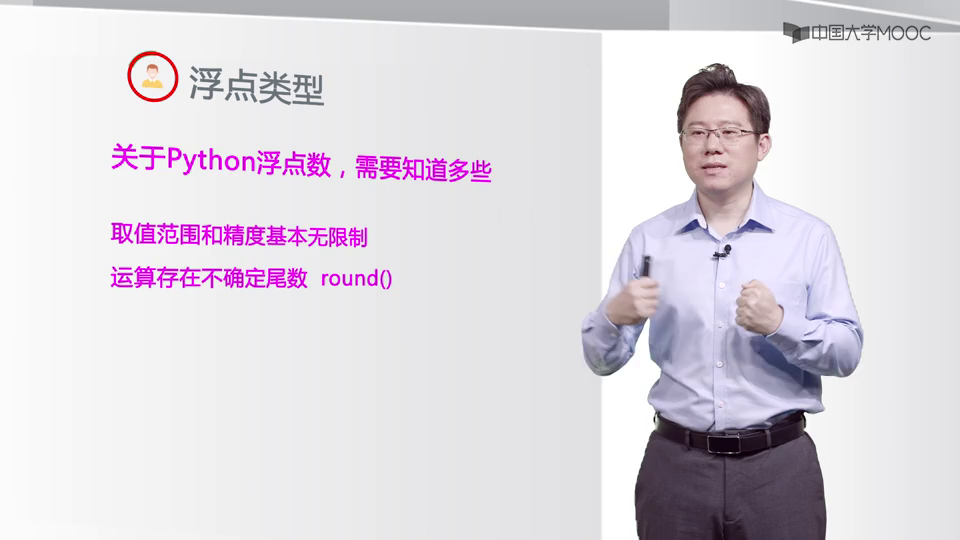 中国大学MOOC
浮点类型
关于Python浮点数，需要知道多些
取值范围和精度基本无限制
运算存在不确定尾数 round()